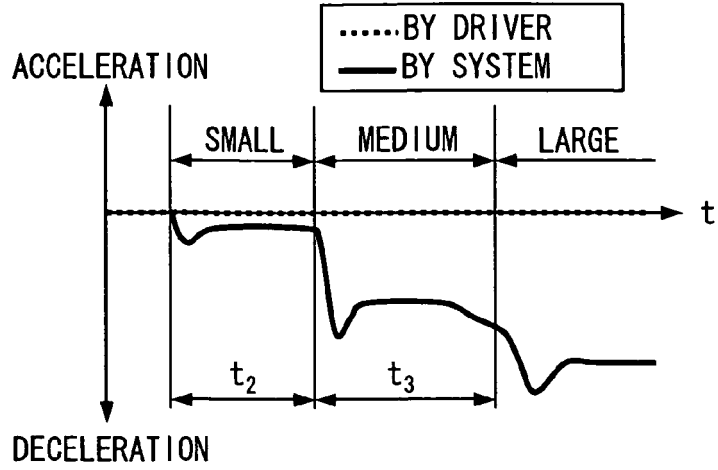 BY DRIVER
BY SYSTEM
ACCELERATION
SMALL MEDIUM LARGE
t
t₂ t₃
DECELERATION